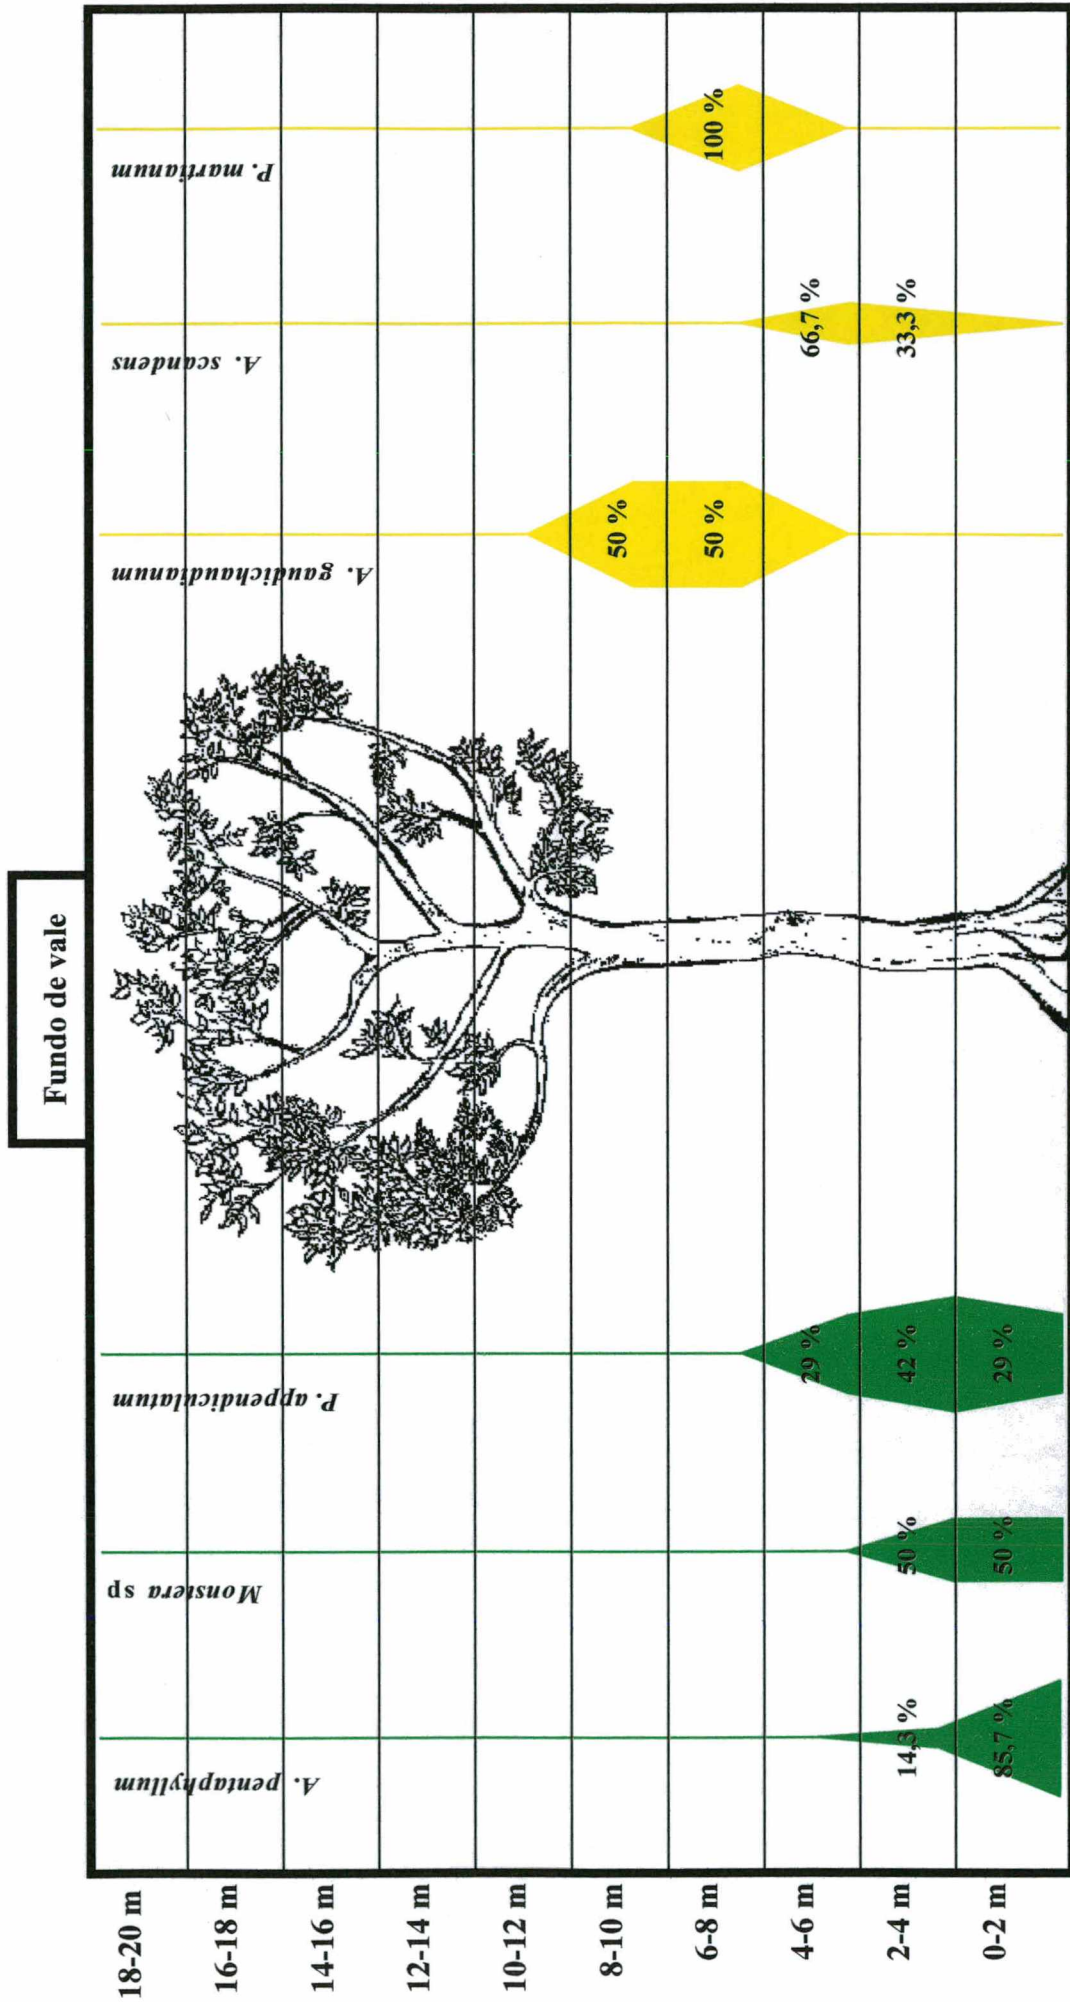 Fundo de vale
18-20 m
16-18 m
14-16 m
12-14 m
10-12 m
8-10 m
6-8 m
4-6 m
2-4 m
0-2 m
A. pentaphyllum
14,3 %
85,7 %
Monstera sp
50 %
50 %
P. appendiculatum
29 %
42 %
29 %
A. gaudichaudianum
50 %
50 %
A. scandens
66,7 %
33,3 %
P. martianum
100 %